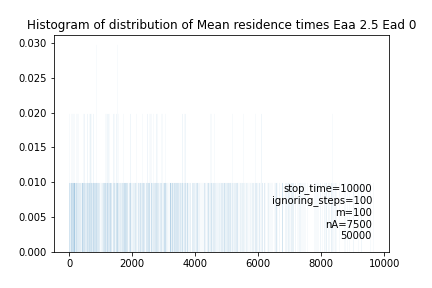 Histogram of distribution of Mean residence times Eaa 2.5 Ead 0
0.030
0.025
0.020
0.015
0.010
0.005
0.000
stop_time=10000
ignoring_steps=100
m=100
nA=7500
50000
0 2000 4000 6000 8000 10000